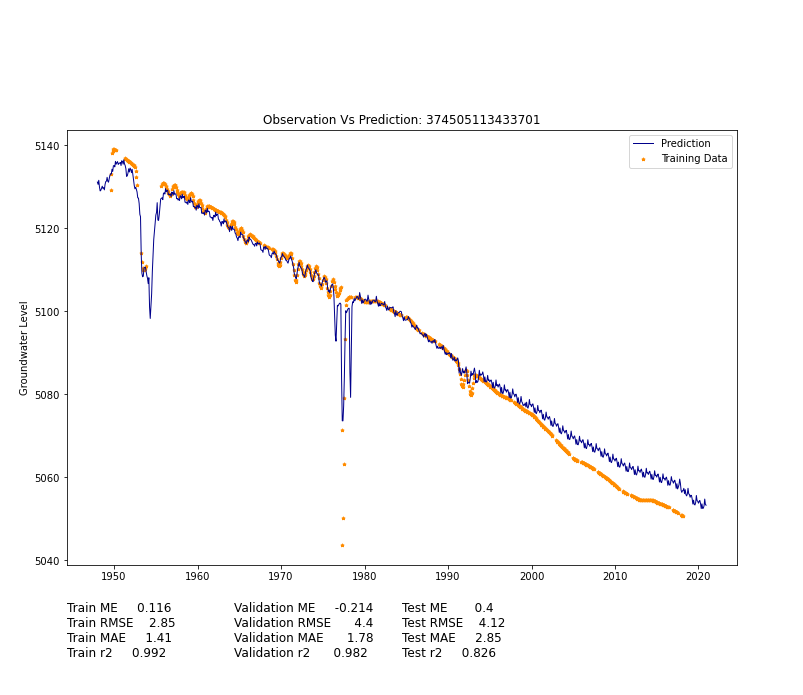 Observation Vs Prediction: 374505113433701
Prediction
Training Data
5140
5120
5100
5080
5060
5040
Groundwater Level
1950 1960 1970 1980 1990 2000 2010 2020
Train ME 0.116 Validation ME -0.214 Test ME 0.4
Train RMSE 2.85 Validation RMSE 4.4 Test RMSE 4.12
Train MAE 1.41 Validation MAE 1.78 Test MAE 2.85
Train r2 0.992 Validation r2 0.982 Test r2 0.826